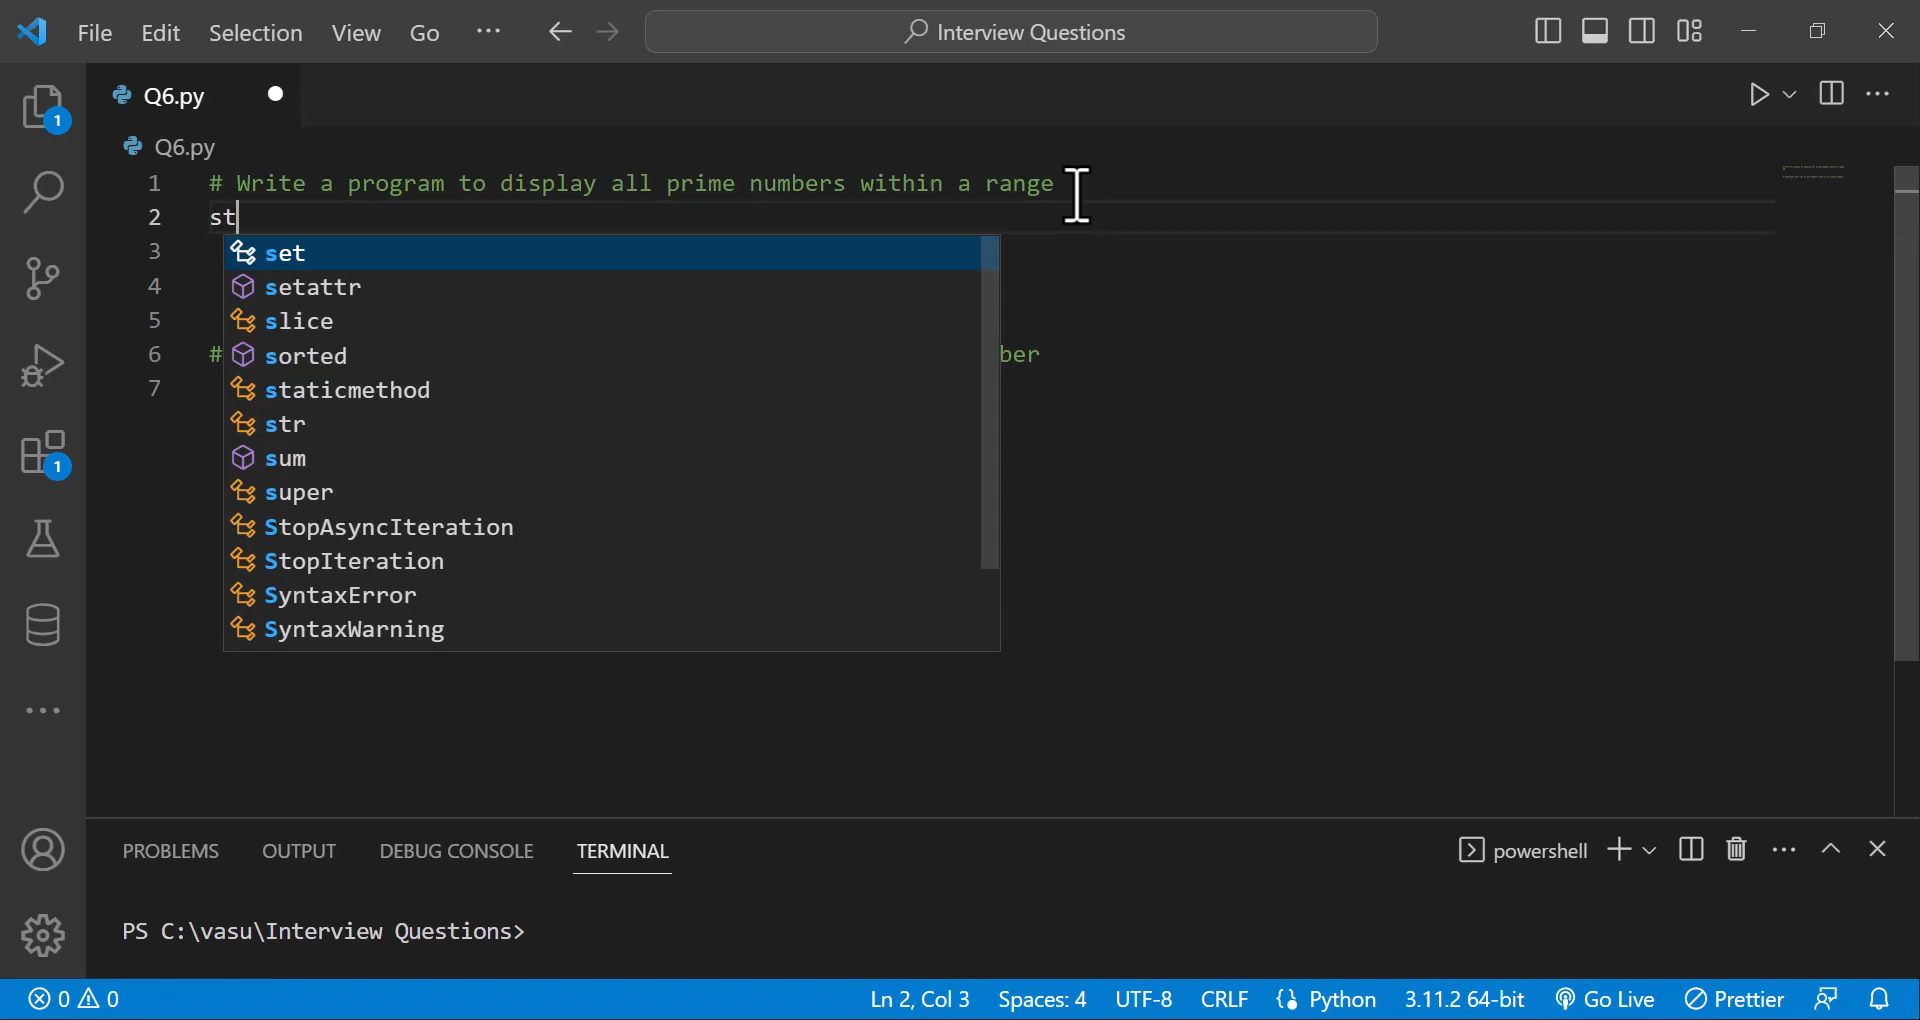 File Edit Selection View Go ··· Interview Questions
1
Q6.py
Q6.py
1 # Write a program to display all prime numbers within a range
2 st
3 set
4 setattr
5 slice
6 # ber
sorted
7 staticmethod
str
1
sum
super
StopAsyncIteration
StopIteration
SyntaxError
SyntaxWarning
PROBLEMS OUTPUT DEBUG CONSOLE TERMINAL powershell
PS C:\vasu\Interview Questions>
0 0 Ln 2, Col 3 Spaces: 4 UTF-8 CRLF Python 3.11.2 64-bit Go Live Prettier